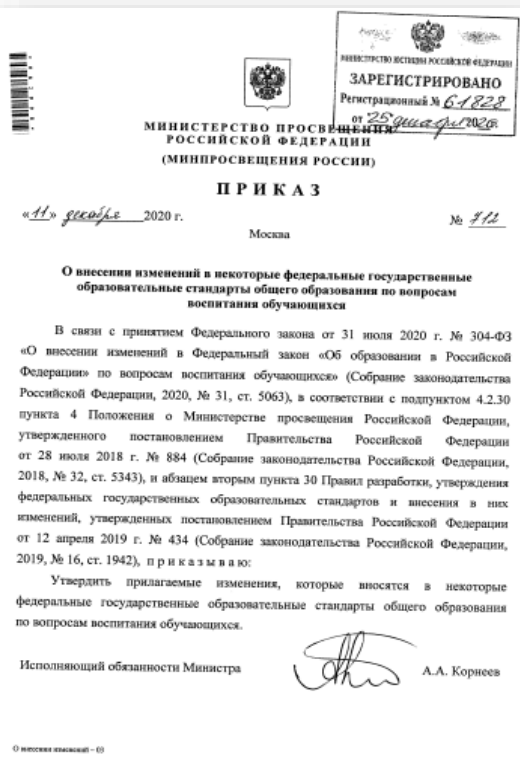 МИНИСТЕРСТВО ЮСТИЦИИ РОССИЙСКОЙ ФЕДЕРАЦИИ
ЗАРЕГИСТРИРОВАНО
Регистрационный № 61828
от "25" декабря 2020г.
МИНИСТЕРСТВО ПРОСВЕЩЕНИЯ
РОССИЙСКОЙ ФЕДЕРАЦИИ
(МИНПРОСВЕЩЕНИЯ РОССИИ)
ПРИКАЗ
«11» декабря 2020 г.
№ 712
Москва
О внесении изменений в некоторые федеральные государственные
образовательные стандарты общего образования по вопросам
воспитания обучающихся
В связи с принятием Федерального закона от 31 июля 2020 г. № 304-ФЗ
«О внесении изменений в Федеральный закон «Об образовании в Российской
Федерации» по вопросам воспитания обучающихся» (Собрание законодательства
Российской Федерации, 2020, № 31, ст. 5063), в соответствии с подпунктом 4.2.30
пункта 4 Положения о Министерстве просвещения Российской Федерации,
утвержденного постановлением Правительства Российской Федерации
от 28 июля 2018 г. № 884 (Собрание законодательства Российской Федерации,
2018, № 32, ст. 5343), и абзацем вторым пункта 30 Правил разработки, утверждения
федеральных государственных образовательных стандартов и внесения в них
изменений, утвержденных постановлением Правительства Российской Федерации
от 12 апреля 2019 г. № 434 (Собрание законодательства Российской Федерации,
2019, № 16, ст. 1942), приказываю:
Утвердить прилагаемые изменения, которые вносятся в некоторые
федеральные государственные образовательные стандарты общего образования
по вопросам воспитания обучающихся.
Исполняющий обязанности Министра
А.А. Корнеев
О внесении изменений – 03